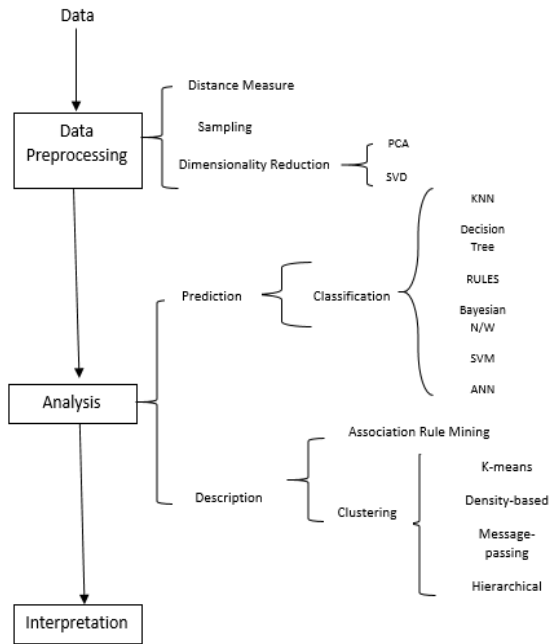 Data
Data
Preprocessing
Distance Measure
Sampling
Dimensionality Reduction
PCA
SVD
Analysis
Prediction
Classification
KNN
Decision
Tree
RULES
Bayesian
N/W
SVM
ANN
Description
Association Rule Mining
Clustering
K-means
Density-based
Message-
passing
Hierarchical
Interpretation